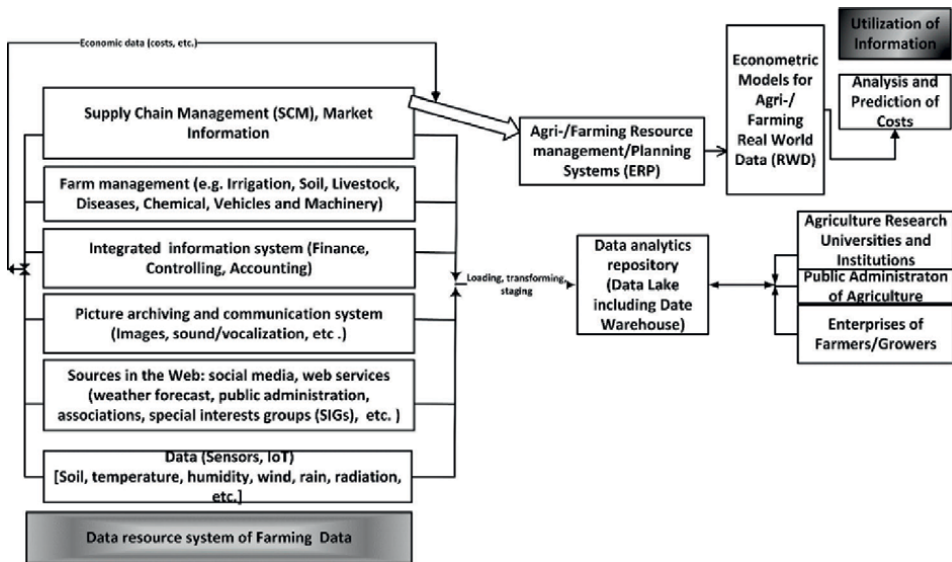 Economic data (costs, etc.)
Supply Chain Management (SCM), Market
Information
Farm management (e.g. Irrigation, Soil, Livestock,
Diseases, Chemical, Vehicles and Machinery)
Integrated information system (Finance,
Controlling, Accounting)
Picture archiving and communication system
(Images, sound/vocalization, etc .)
Sources in the Web: social media, web services
(weather forecast, public administration,
associations, special interests groups (SIGs), etc. )
Data (Sensors, IoT)
[Soil, temperature, humidity, wind, rain, radiation,
etc.]
Data resource system of Farming Data
Loading, transforming,
staging
Agri-/Farming Resource
management/Planning
Systems (ERP)
Data analytics
repository
(Data Lake
including Date
Warehouse)
Econometric
Models for
Agri-/
Farming
Real World
Data (RWD)
Utilization of
Information
Analysis and
Prediction of
Costs
Agriculture Research
Universities and
Institutions
Public Administraton
of Agriculture
Enterprises of
Farmers/Growers